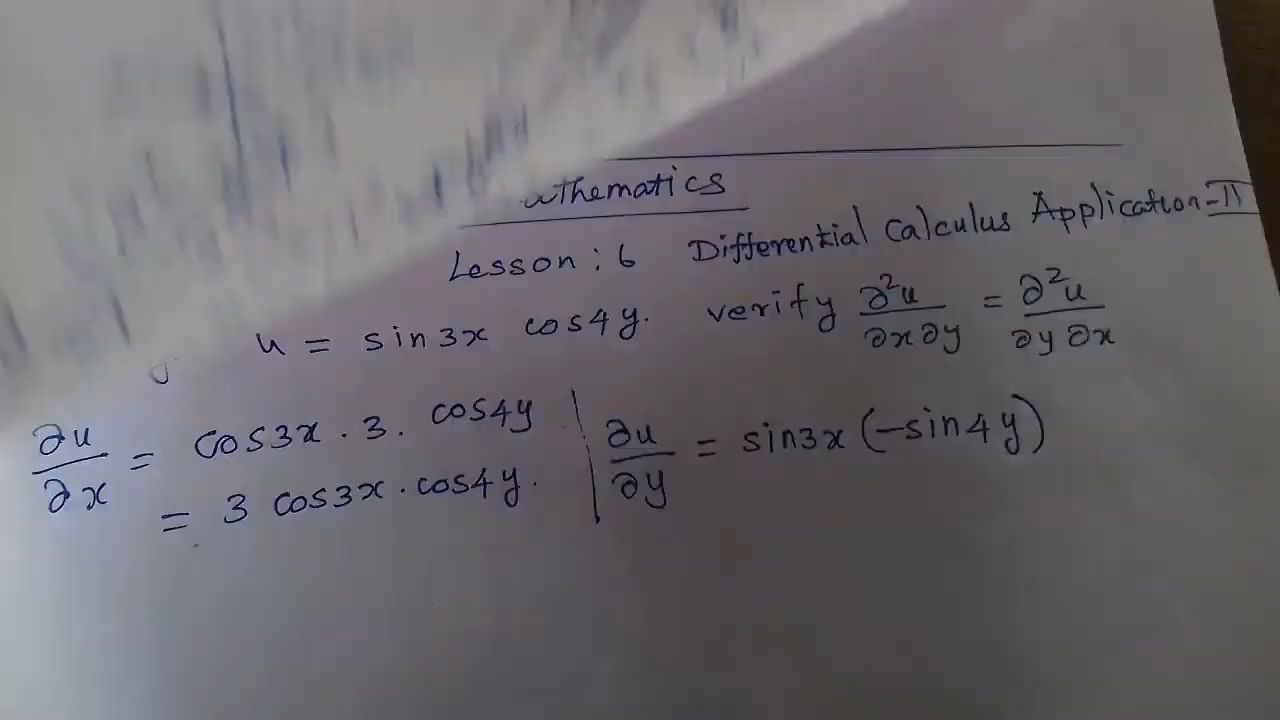 Lesson : 6 Differential Calculus Application-II
u = sin3x cos4y. verify ∂²u/∂x∂y = ∂²u/∂y∂x
∂u/∂x = cos3x . 3 . cos4y
= 3 cos3x . cos4y.
∂u/∂y = sin3x (-sin4y)